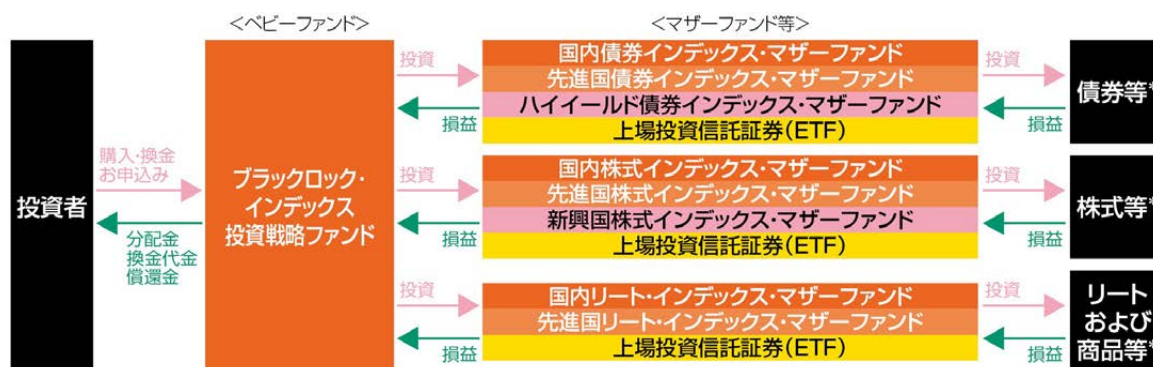 ＜ベビーファンド＞
＜マザーファンド等＞
投資者
購入・換金
お申込み
分配金
換金代金
償還金
ブラックロック・
インデックス
投資戦略ファンド
投資
損益
国内債券インデックス・マザーファンド
先進国債券インデックス・マザーファンド
ハイイールド債券インデックス・マザーファンド
上場投資信託証券(ETF)
投資
損益
債券等*
投資
損益
国内株式インデックス・マザーファンド
先進国株式インデックス・マザーファンド
新興国株式インデックス・マザーファンド
上場投資信託証券(ETF)
投資
損益
株式等*
投資
損益
国内リート・インデックス・マザーファンド
先進国リート・インデックス・マザーファンド
上場投資信託証券(ETF)
投資
損益
リート
および
商品等*